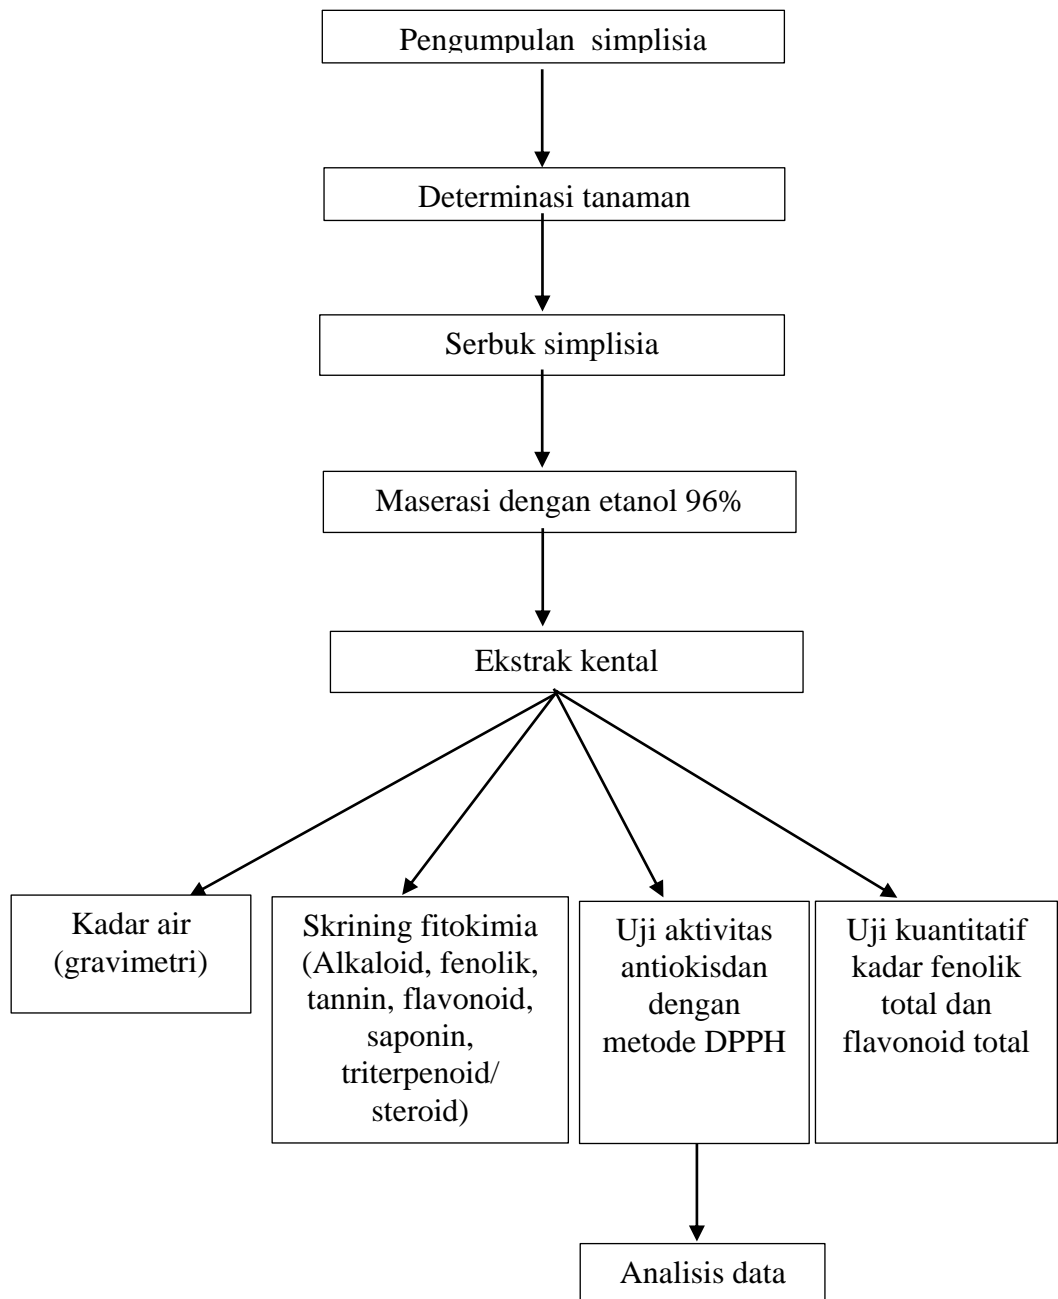 Pengumpulan simplisia
Determinasi tanaman
Serbuk simplisia
Maserasi dengan etanol 96%
Ekstrak kental
Kadar air
(gravimetri)
Skrining fitokimia
(Alkaloid, fenolik,
tannin, flavonoid,
saponin,
triterpenoid/
steroid)
Uji aktivitas
antiokisdan
dengan
metode DPPH
Uji kuantitatif
kadar fenolik
total dan
flavonoid total
Analisis data